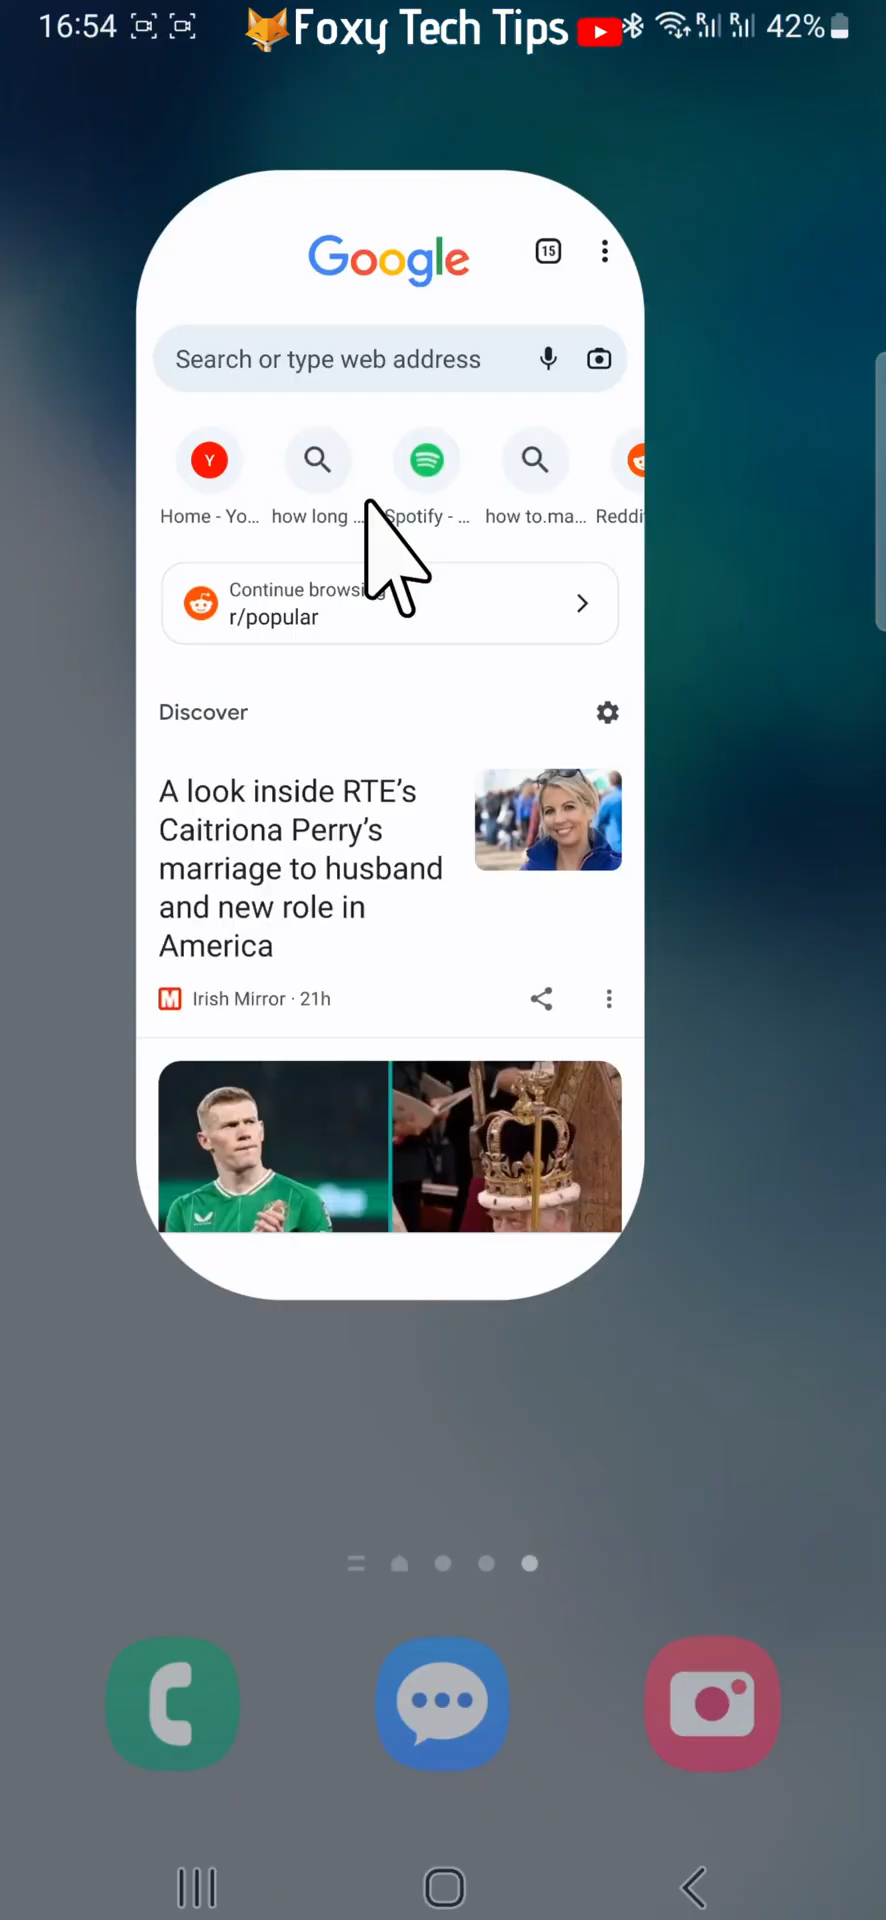 16:54 Foxy Tech Tips 42%
Google 15
Search or type web address
Y
Home - Yo... how long ... Spotify - ... how to.ma... Reddi
Continue browsing
r/popular
Discover
A look inside RTE’s
Caitriona Perry’s
marriage to husband
and new role in
America
M Irish Mirror · 21h